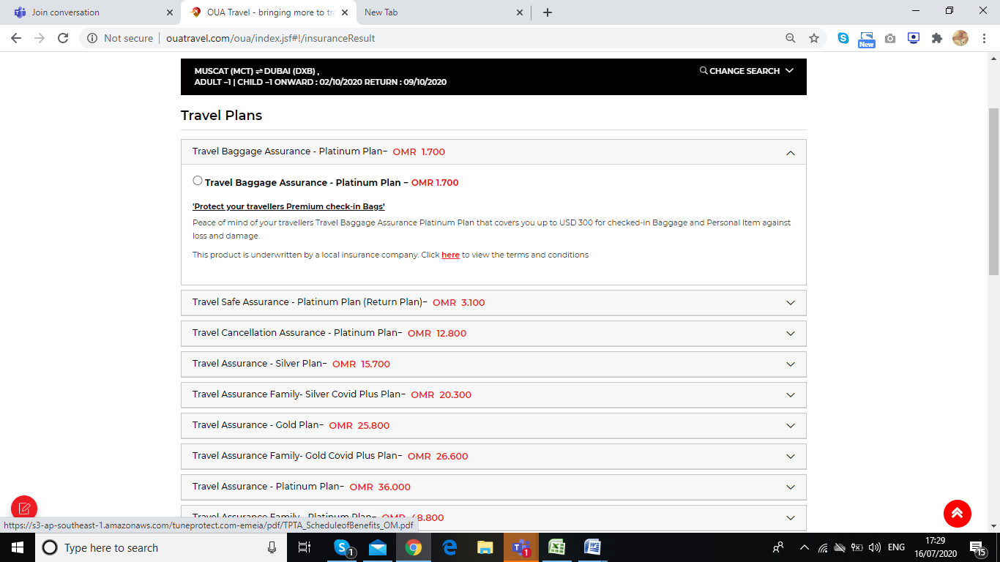 Join conversation
OUA Travel - bringing more to tra
New Tab
Not secure
ouatravel.com/oua/index.jsf#!/insuranceResult
New
MUSCAT (MCT) ⇌ DUBAI (DXB) ,
ADULT -1 | CHILD -1 ONWARD : 02/10/2020 RETURN : 09/10/2020
CHANGE SEARCH
Travel Plans
Travel Baggage Assurance - Platinum Plan- OMR 1.700
Travel Baggage Assurance - Platinum Plan - OMR 1.700
'Protect your travellers Premium check-in Bags'
Peace of mind of your travellers Travel Baggage Assurance Platinum Plan that covers you up to USD 300 for checked-in Baggage and Personal Item against
loss and damage.
This product is underwritten by a local insurance company. Click here to view the terms and conditions
Travel Safe Assurance - Platinum Plan (Return Plan)- OMR 3.100
Travel Cancellation Assurance - Platinum Plan- OMR 12.800
Travel Assurance - Silver Plan- OMR 15.700
Travel Assurance Family- Silver Covid Plus Plan- OMR 20.300
Travel Assurance - Gold Plan- OMR 25.800
Travel Assurance Family- Gold Covid Plus Plan- OMR 26.600
Travel Assurance - Platinum Plan- OMR 36.000
Travel Assurance Family - Platinum Plan- OMR 8.800
https://s3-ap-southeast-1.amazonaws.com/tuneprotect.com-emeia/pdf/TPTA_ScheduleofBenefits_OM.pdf
Type here to search
1
1
ENG
17:29
16/07/2020
15